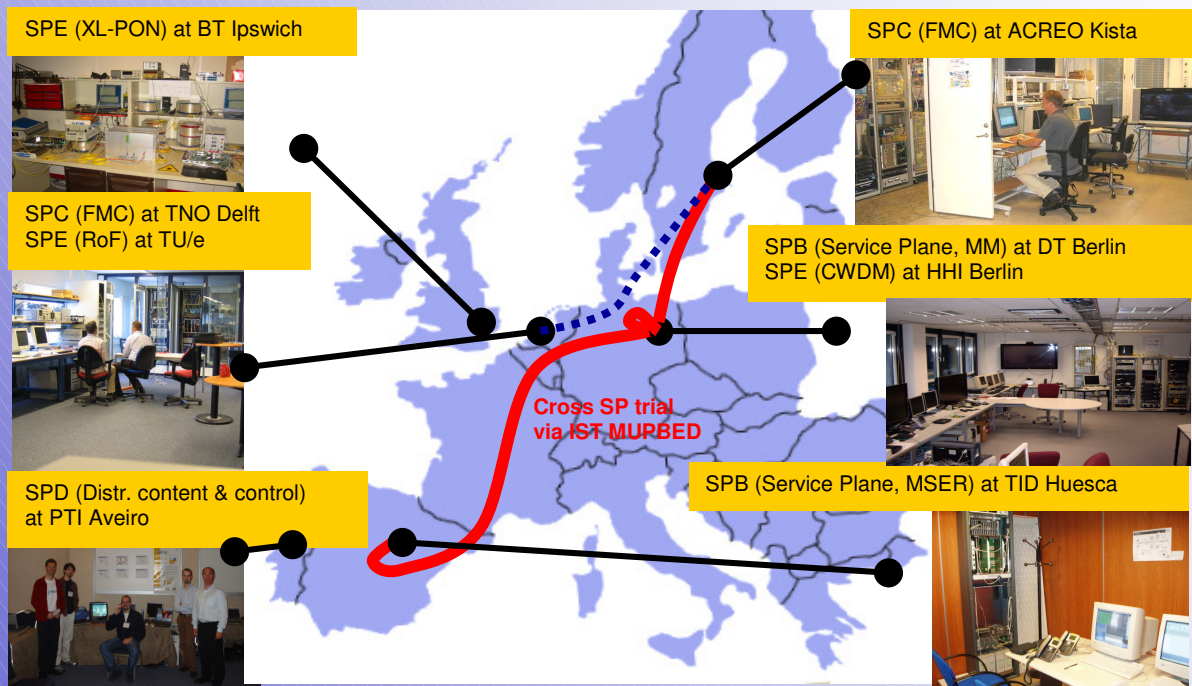 SPE (XL-PON) at BT Ipswich
SPC (FMC) at ACREO Kista
SPC (FMC) at TNO Delft
SPE (RoF) at TU/e
SPB (Service Plane, MM) at DT Berlin
SPE (CWDM) at HHI Berlin
Cross SP trial
via IST MUPBED
SPD (Distr. content & control)
at PTI Aveiro
SPB (Service Plane, MSER) at TID Huesca